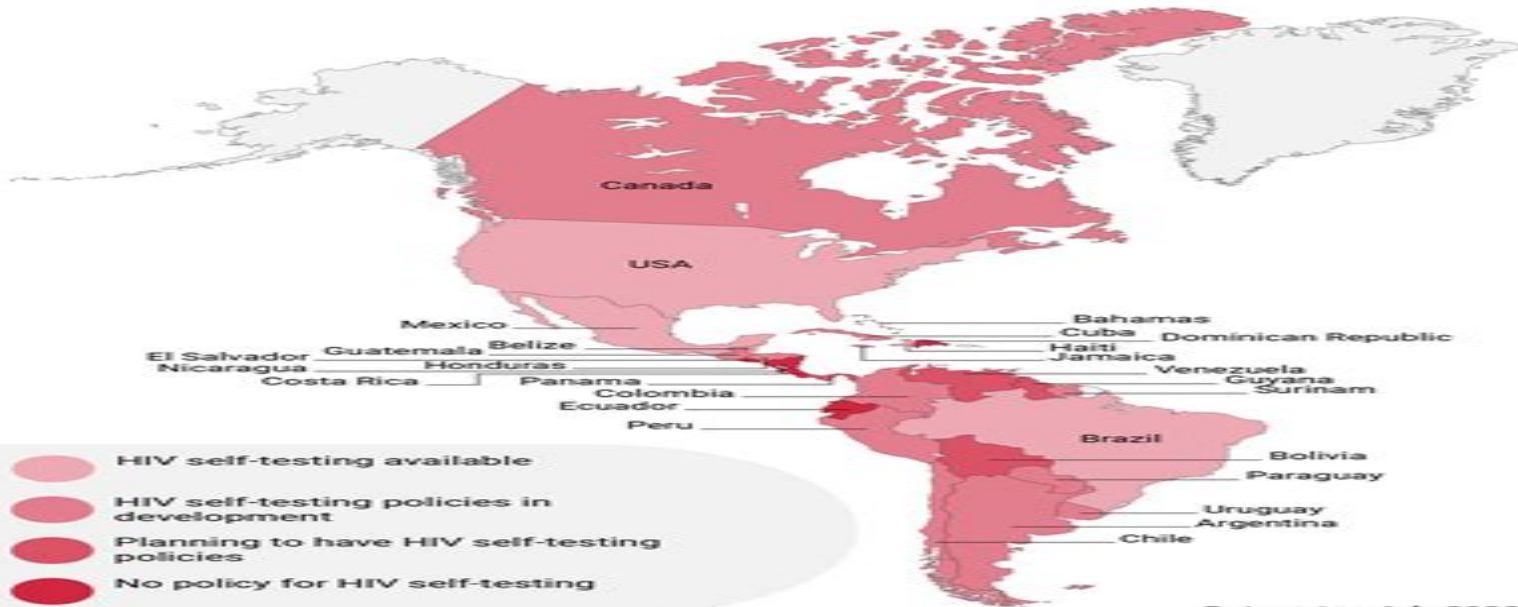 Canada
USA
Mexico
Bahamas
Cuba
Belize
Dominican Republic
Guatemala
Haïti
El Salvador
Jamaica
Honduras
Nicaragua
Venezuela
Costa Rica
Panama
Guyana
Colombia
Surinam
Ecuador
Peru
Brazil
Bolivia
Paraguay
Uruguay
Argentina
Chile
HIV self-testing available
HIV self-testing policies in
development
Planning to have HIV self-testing
policies
No policy for HIV self-testing